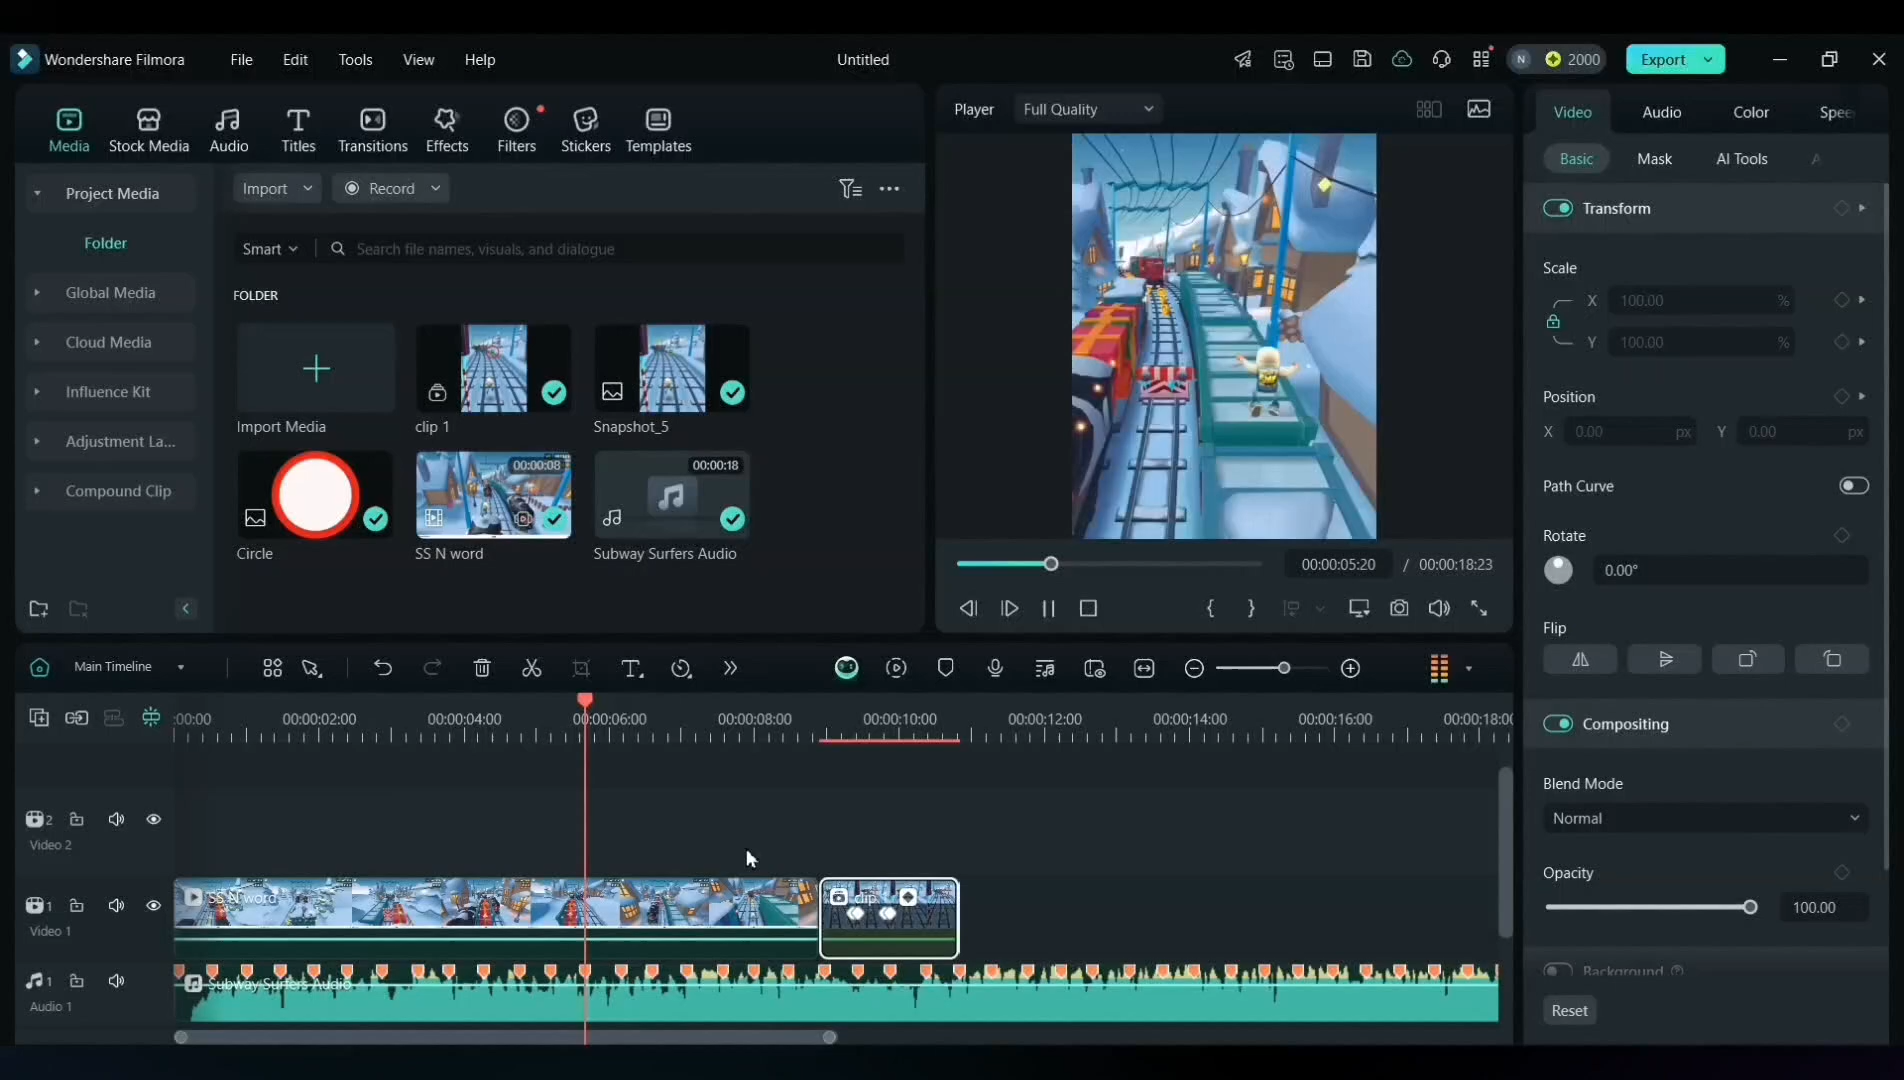 Wondershare Filmora File Edit Tools View Help Untitled N 2000 Export
Media Stock Media Audio Titles Transitions Effects Filters Stickers Templates
Project Media
Folder
Global Media
Cloud Media
Influence Kit
Adjustment La...
Compound Clip
Import Record
Smart Search file names, visuals, and dialogue
FOLDER
Import Media
clip 1
Snapshot_5
00:00:08
00:00:18
Circle
SS N word
Subway Surfers Audio
Player Full Quality
00:00:05:20 / 00:00:18:23
{ }
Video Audio Color Spee
Basic Mask AI Tools A
Transform
Scale
X 100.00 %
Y 100.00 %
Position
X 0.00 px Y 0.00 px
Path Curve
Rotate
0.00°
Flip
Compositing
Blend Mode
Normal
Opacity
100.00
Background
Reset
Main Timeline
:00:00 00:00:02:00 00:00:04:00 00:00:06:00 00:00:08:00 00:00:10:00 00:00:12:00 00:00:14:00 00:00:16:00 00:00:18:00
2
Video 2
1
Video 1
SS N word
clip
1
Audio 1
Subway Surfers Audio